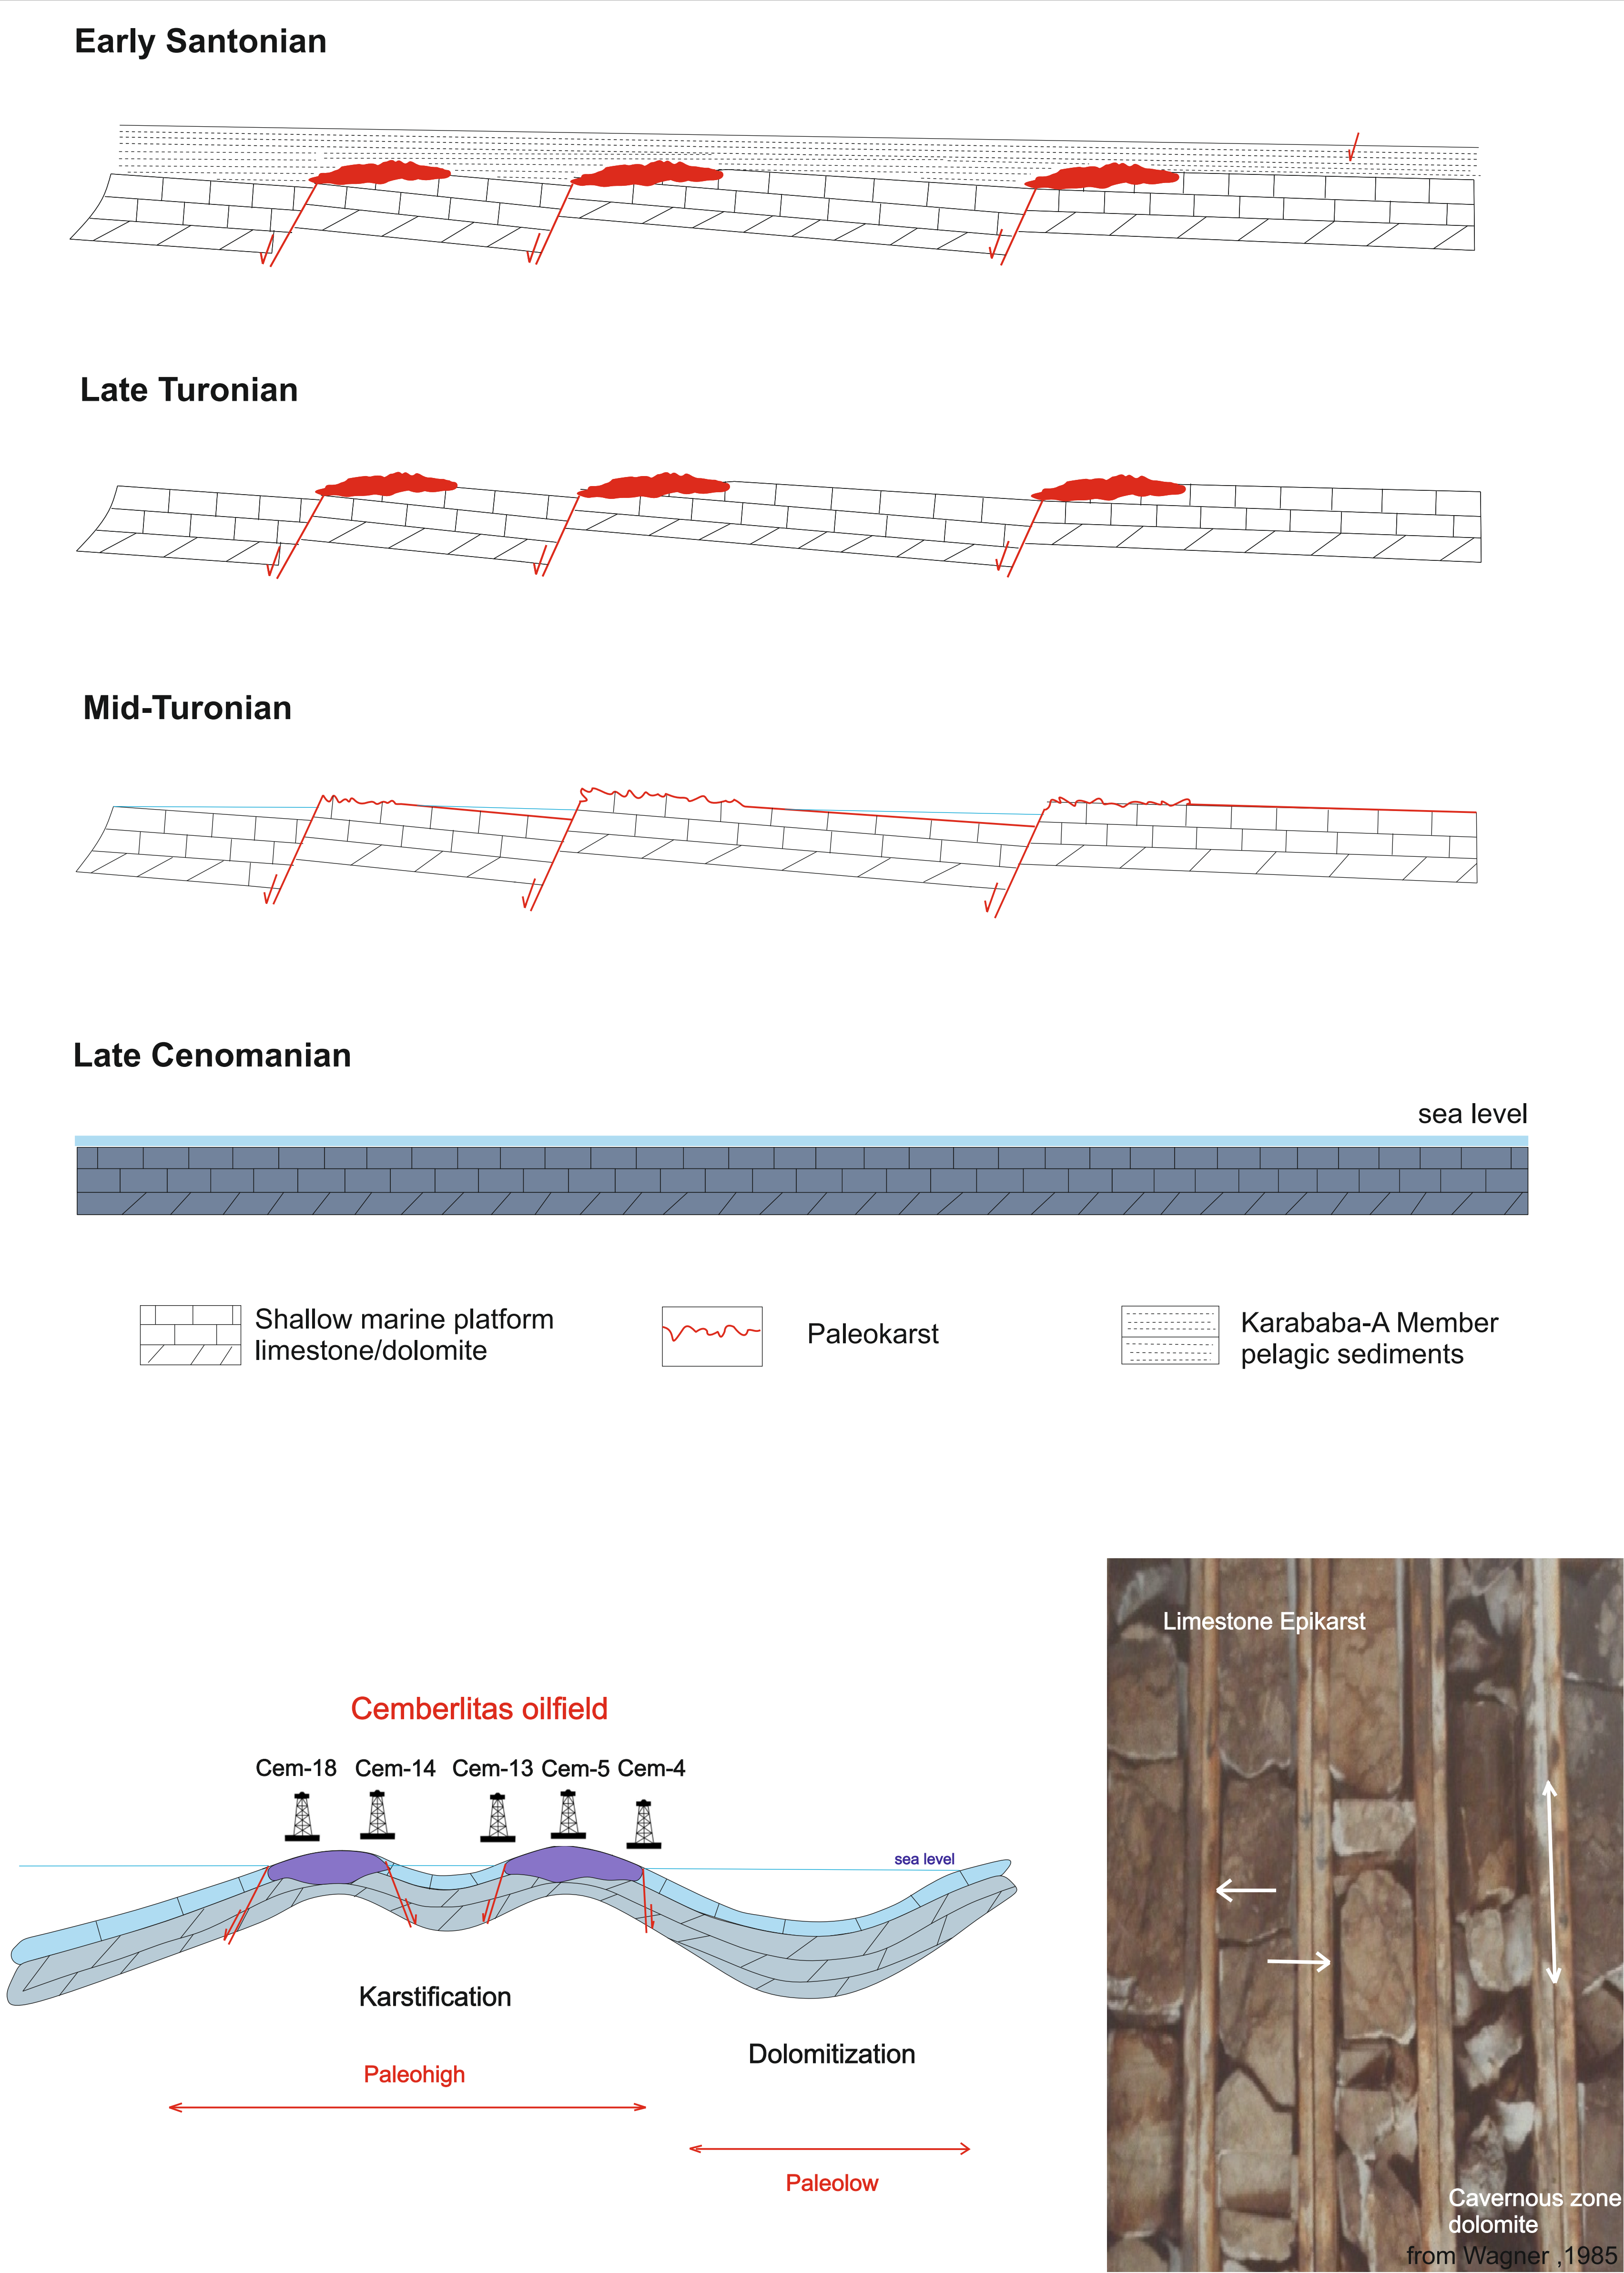 Early Santonian
Late Turonian
Mid-Turonian
Late Cenomanian
sea level
Shallow marine platform
limestone/dolomite
Paleokarst
Karababa-A Member
pelagic sediments
Limestone Epikarst
Cemberlitas oilfield
Cem-18 Cem-14 Cem-13 Cem-5 Cem-4
sea level
Karstification
Dolomitization
Paleohigh
Paleolow
Cavernous zone
dolomite
from Wagner ,1985